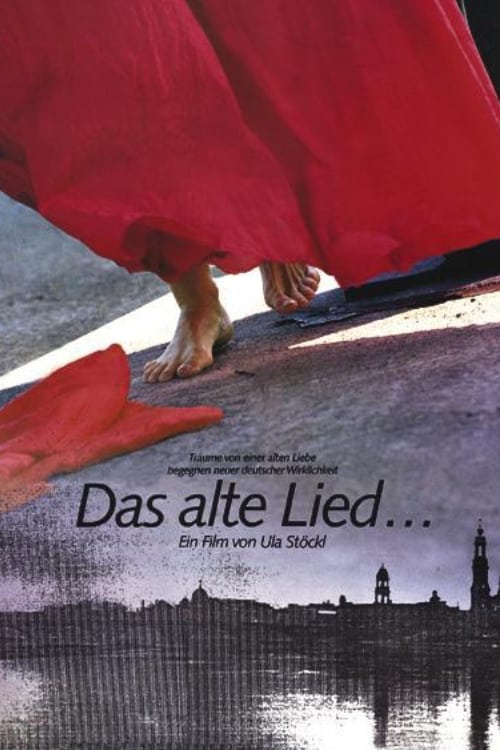 Träume von einer alten Liebe
begegnen neuer deutscher Wirklichkeit
Das alte Lied...
Ein Film von Ula Stöckl